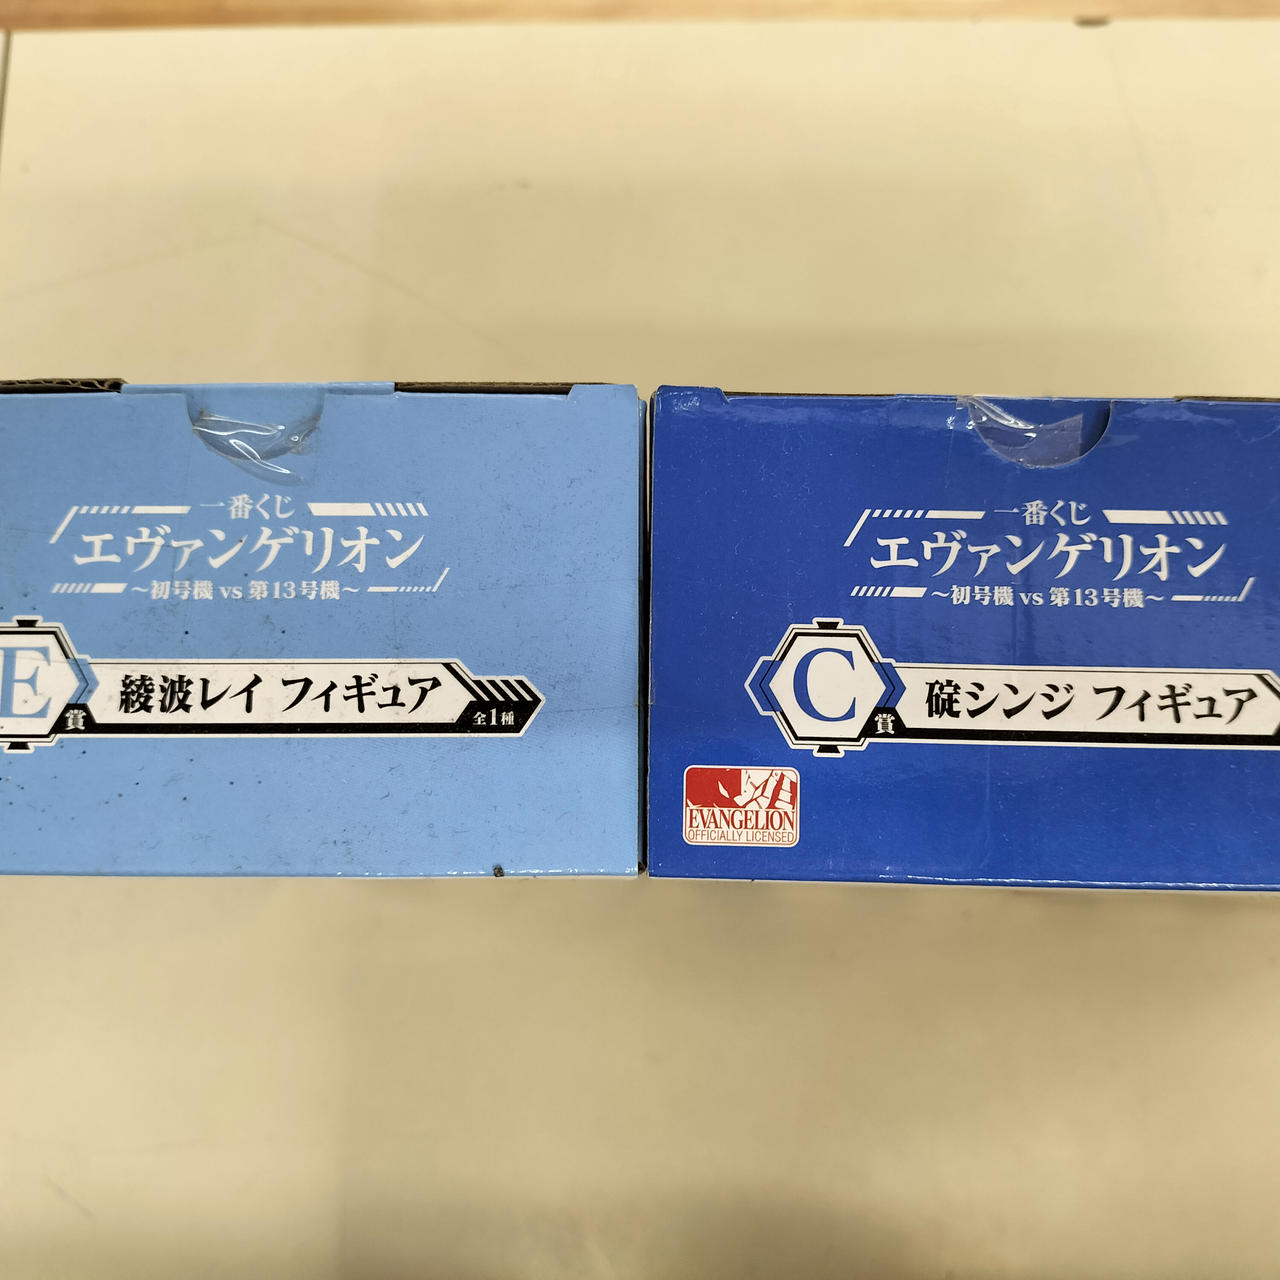 一番くじ
エヴァンゲリオン
～初号機 vs 第13号機～
E賞 綾波レイ フィギュア
全1種
一番くじ
エヴァンゲリオン
～初号機 vs 第13号機～
C賞 碇シンジ フィギュア
EVANGELION
OFFICIALLY LICENSED